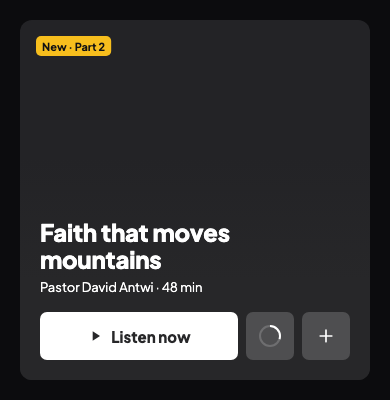 New · Part 2
Faith that moves
mountains
Pastor David Antwi · 48 min
Listen now